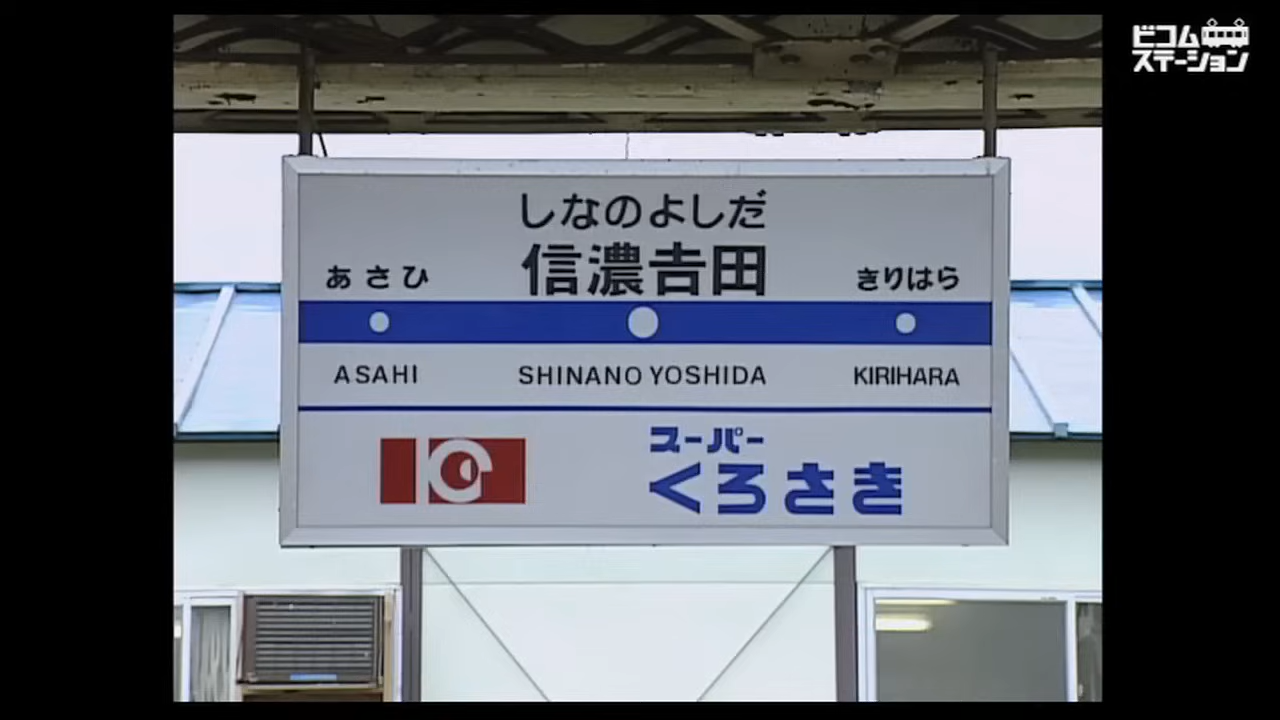 ビコム
ステーション
しなのよしだ
信濃𠮷田
あさひ
きりはら
ASAHI
SHINANO YOSHIDA
KIRIHARA
スーパー
くろさき